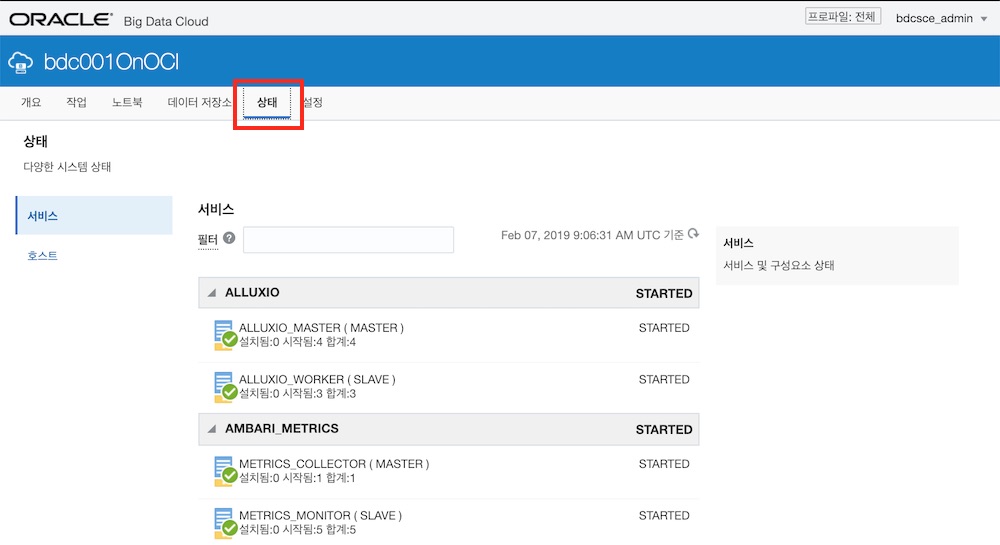 ORACLE® Big Data Cloud 프로파일: 전체 bdcsce_admin
bdc001OnOCI
개요 작업 노트북 데이터 저장소 상태 설정
상태
다양한 시스템 상태
서비스
호스트
서비스
필터 ? Feb 07, 2019 9:06:31 AM UTC 기준
ALLUXIO STARTED
ALLUXIO_MASTER ( MASTER ) STARTED
설치됨:0 시작됨:4 합계:4
ALLUXIO_WORKER ( SLAVE ) STARTED
설치됨:0 시작됨:3 합계:3
AMBARI_METRICS STARTED
METRICS_COLLECTOR ( MASTER ) STARTED
설치됨:0 시작됨:1 합계:1
METRICS_MONITOR ( SLAVE ) STARTED
설치됨:0 시작됨:5 합계:5
서비스
서비스 및 구성요소 상태